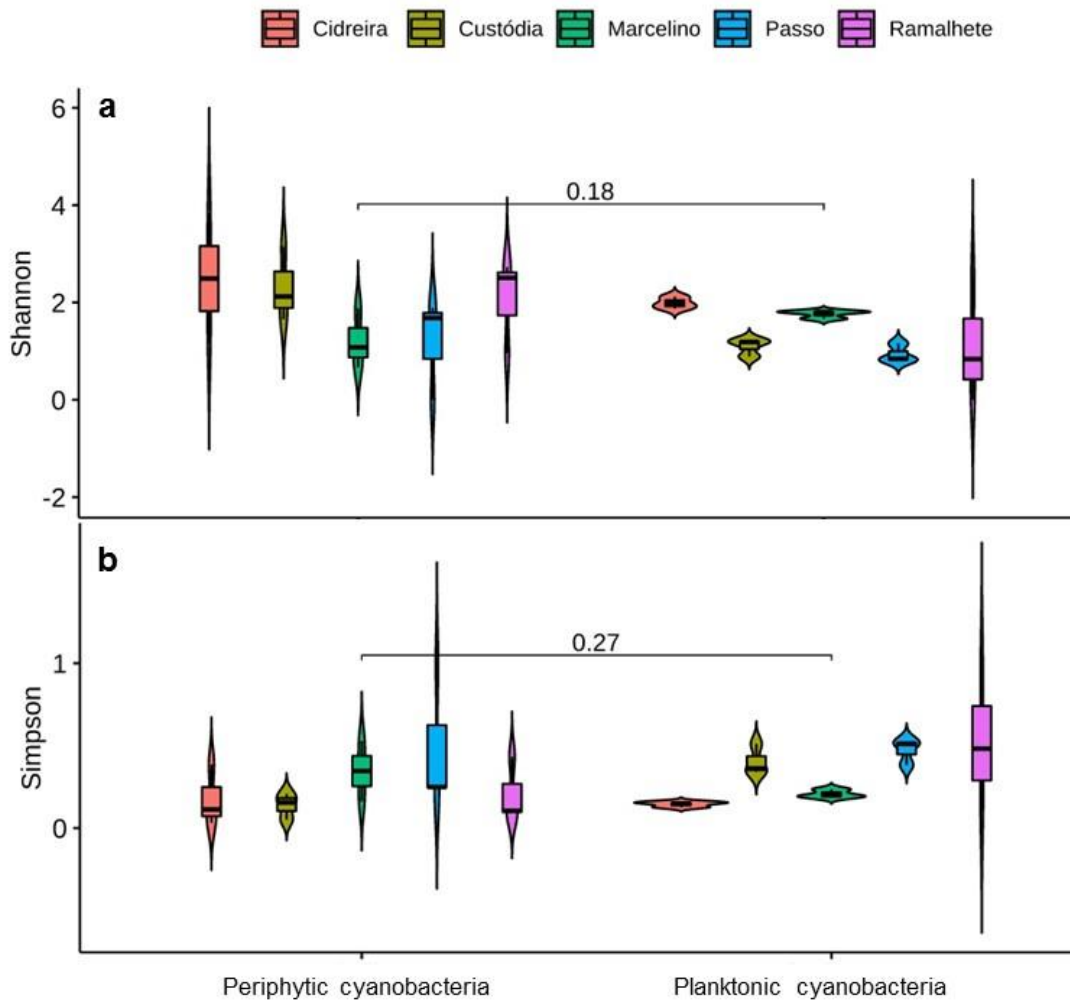 Cidreira Custódia Marcelino Passo Ramalhete
a
6
4
2
0
-2
Shannon
0.18
b
1
0
Simpson
0.27
Periphytic cyanobacteria Planktonic cyanobacteria